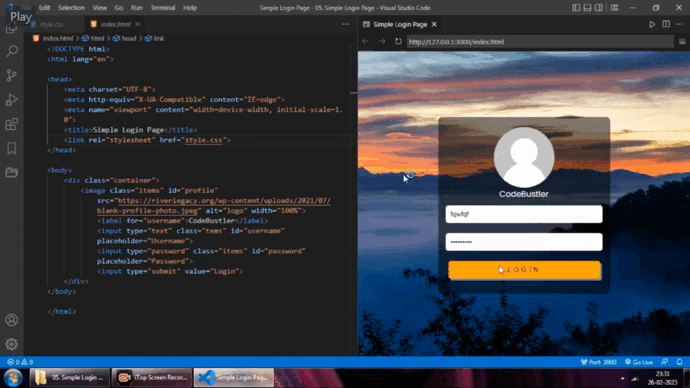 Play
File Edit Selection View Go Run Terminal Help
Simple Login Page - 05. Simple Login Page - Visual Studio Code
style.css
index.html
Simple Login Page
index.html > html > head > link
http://127.0.0.1:3000/index.html
<!DOCTYPE html>
<html lang="en">
<head>
<meta charset="UTF-8">
<meta http-equiv="X-UA-Compatible" content="IE=edge">
<meta name="viewport" content="width=device-width, initial-scale=1.
0">
<title>Simple Login Page</title>
<link rel="stylesheet" href="style.css">
</head>
<body>
<div class="container">
<image class="items" id="profile"
src="https://riverlegacy.org/wp-content/uploads/2021/07/
blank-profile-photo.jpeg" alt="logo" width="100%">
<label for="username">CodeBustler</label>
<input type="text" class="tems" id="username"
placeholder="Username">
<input type="password" class="items" id="password"
placeholder="Password">
<input type="submit" value="Login">
</div>
</body>
</html>
CodeBustler
fqwfqf
•••••••••
LOGIN
0 0
Port: 3000
Go Live
05. Simple Login ...
iTop Screen Recor...
Simple Login Pag...
23:31
26-02-2023